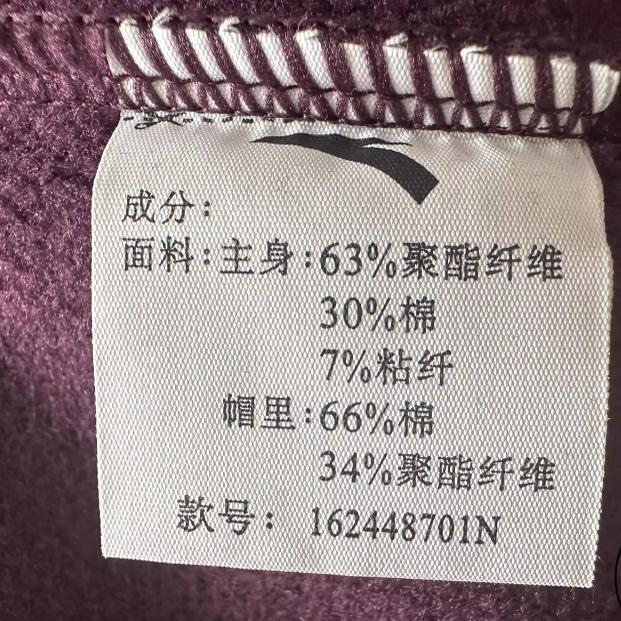 成分：
面料：主身：63%聚酯纤维
30%棉
7%粘纤
帽里：66%棉
34%聚酯纤维
款号： 162448701N